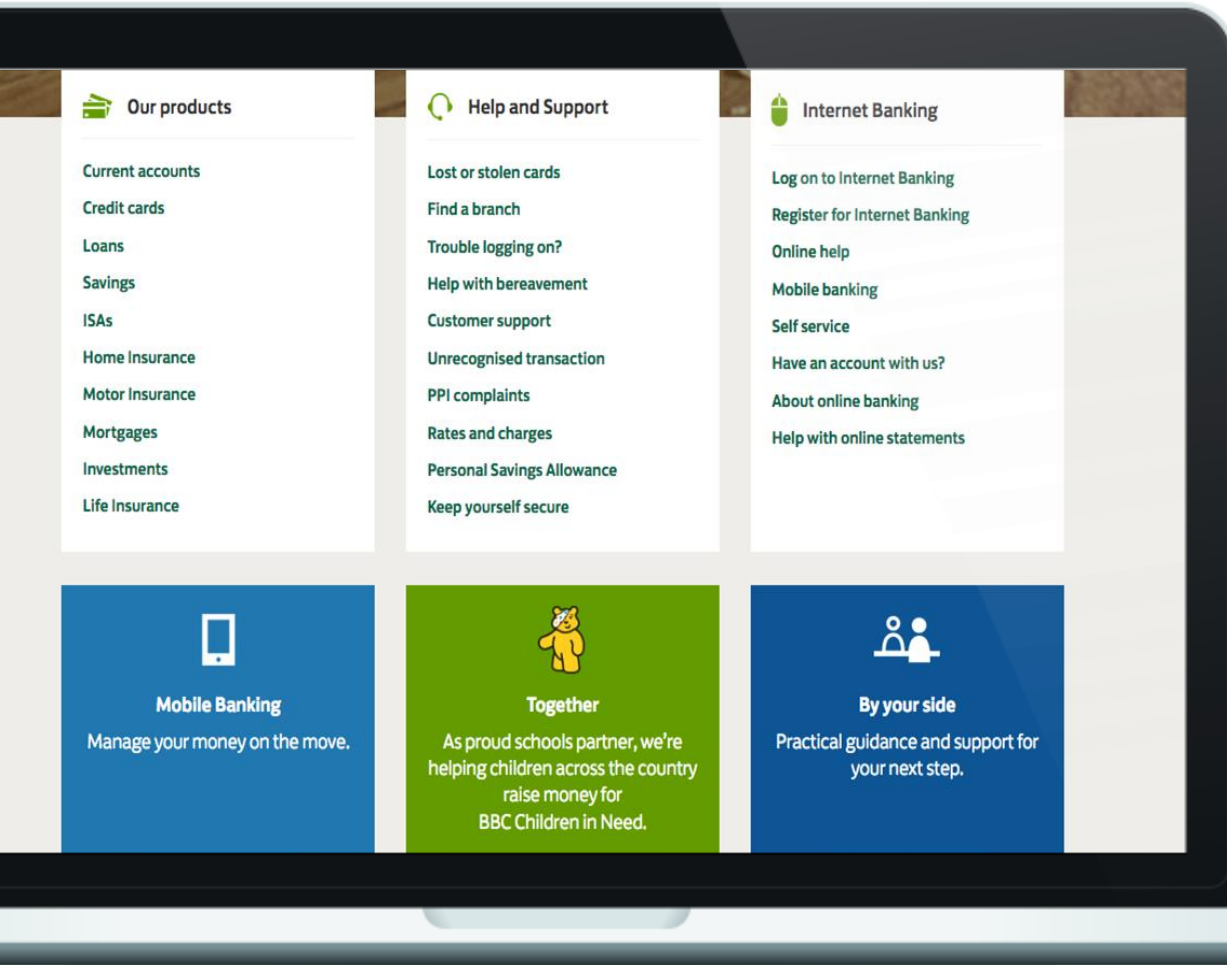 Our products
Current accounts
Credit cards
Loans
Savings
ISAs
Home Insurance
Motor Insurance
Mortgages
Investments
Life Insurance
Help and Support
Lost or stolen cards
Find a branch
Trouble logging on?
Help with bereavement
Customer support
Unrecognised transaction
PPI complaints
Rates and charges
Personal Savings Allowance
Keep yourself secure
Internet Banking
Log on to Internet Banking
Register for Internet Banking
Online help
Mobile banking
Self service
Have an account with us?
About online banking
Help with online statements
Mobile Banking
Manage your money on the move.
Together
As proud schools partner, we're
helping children across the country
raise money for
BBC Children in Need.
By your side
Practical guidance and support for
your next step.